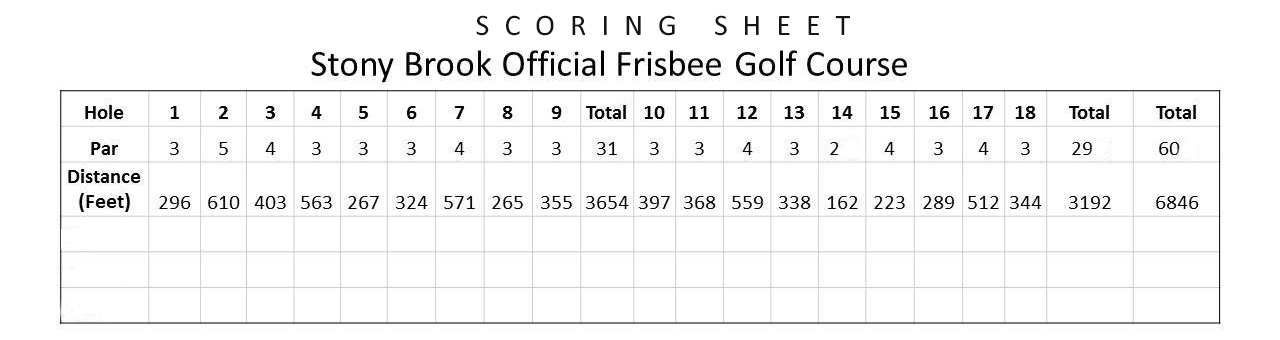 SCORING SHEET
Stony Brook Official Frisbee Golf Course
Hole 1 2 3 4 5 6 7 8 9 Total 10 11 12 13 14 15 16 17 18 Total Total
Par 3 5 4 3 3 3 4 3 3 31 3 3 4 3 2 4 3 4 3 29 60
Distance
(Feet) 296 610 403 563 267 324 571 265 355 3654 397 368 559 338 162 223 289 512 344 3192 6846